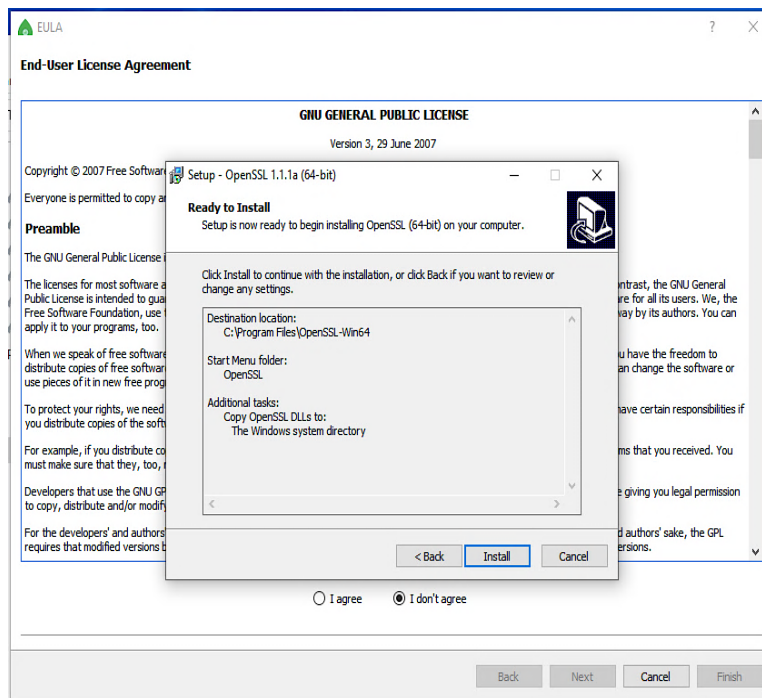 EULA
?
End-User License Agreement
GNU GENERAL PUBLIC LICENSE
Version 3, 29 June 2007
Copyright © 2007 Free Softwar
Everyone is permitted to copy a
Preamble
The GNU General Public License i
The licenses for most software a
ontrast, the GNU General
Public License is intended to gua
re for all its users. We, the
Free Software Foundation, use
way by its authors. You can
apply it to your programs, too.
When we speak of free software
u have the freedom to
distribute copies of free softwar
an change the software or
use pieces of it in new free prog
To protect your rights, we need
have certain responsibilities if
you distribute copies of the soft
For example, if you distribute co
ms that you received. You
must make sure that they, too,
Developers that use the GNU GP
e giving you legal permission
to copy, distribute and/or modify
For the developers' and authors'
d authors' sake, the GPL
requires that modified versions b
ersions.
Setup - OpenSSL 1.1.1a (64-bit)
Ready to Install
Setup is now ready to begin installing OpenSSL (64-bit) on your computer.
Click Install to continue with the installation, or click Back if you want to review or
change any settings.
Destination location:
C:\Program Files\OpenSSL-Win64
Start Menu folder:
OpenSSL
Additional tasks:
Copy OpenSSL DLLs to:
The Windows system directory
< Back
Install
Cancel
I agree
I don't agree
Back
Next
Cancel
Finish